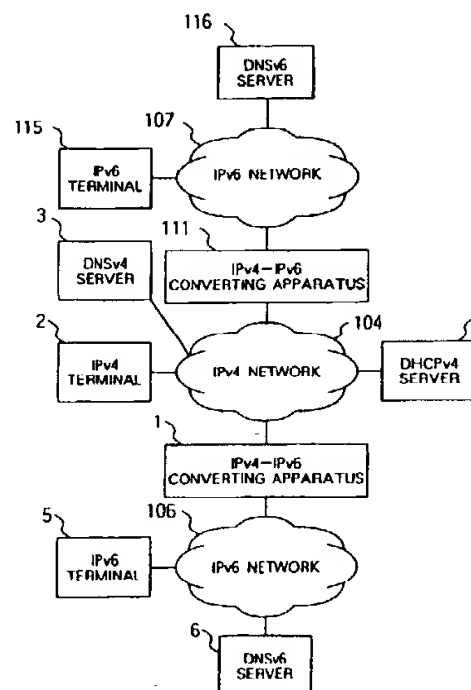 116
DNSv6
SERVER
107
115
IPv6
TERMINAL
IPv6 NETWORK
3
111
DNSv4
SERVER
IPv4-IPv6
CONVERTING APPARATUS
2
104
IPv4
TERMINAL
IPv4 NETWORK
DHCPv4
SERVER
1
IPv4-IPv6
CONVERTING APPARATUS
106
5
IPv6
TERMINAL
IPv6 NETWORK
6
DNSv6
SERVER